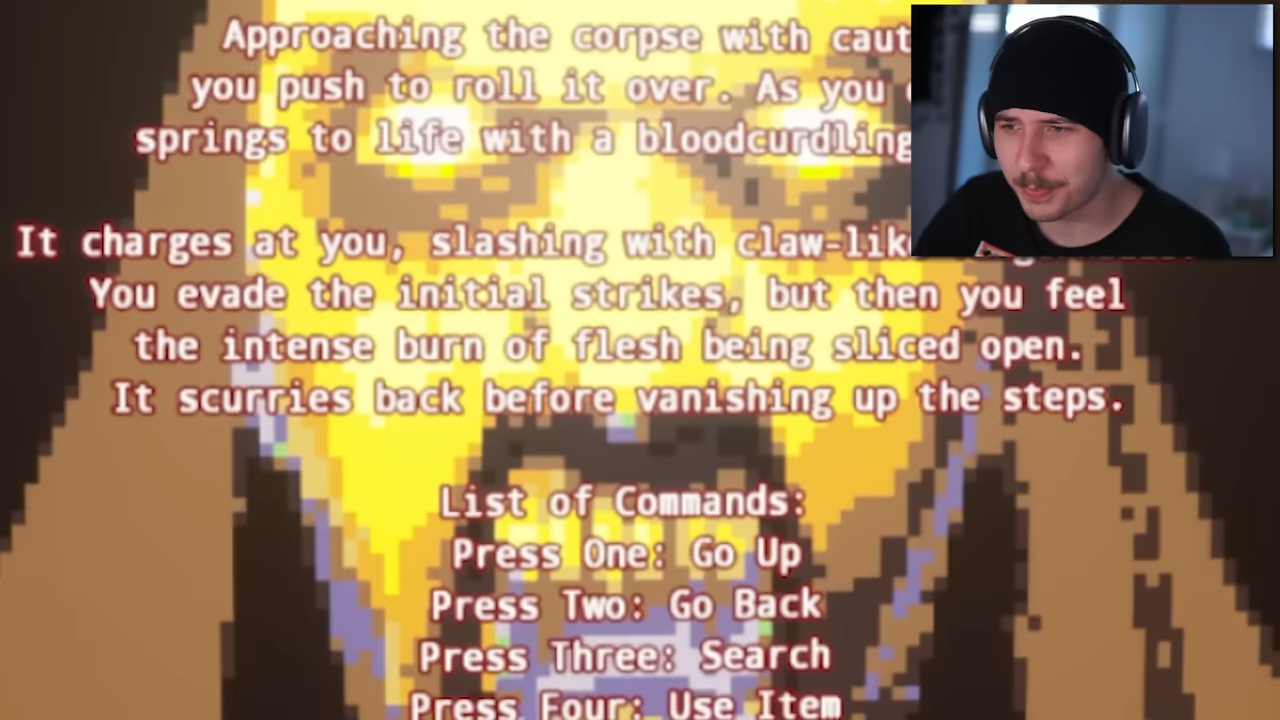 Approaching the corpse with
you push to roll it over. As you
springs to life with a bloodcurdling
It charges at you, slashing with
You evade the initial strikes, but then you feel
the intense burn of flesh being sliced open.
It scurries back before vanishing up the steps.
List of Commands:
Press One: Go Up
Press Two: Go Back
Press Three: Search
Press Four: Use Item